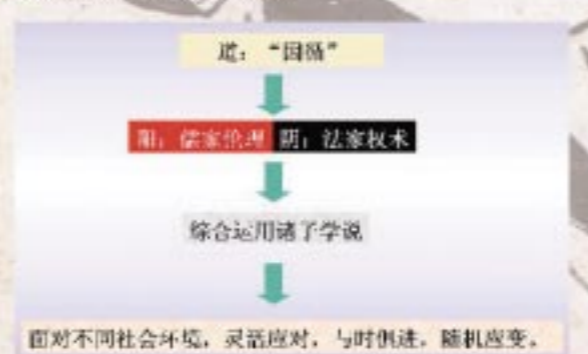 道：“因循”
阳：儒家伦理 阴：法家权术
综合运用诸子学说
面对不同社会环境，灵活应对，与时俱进，随机应变。